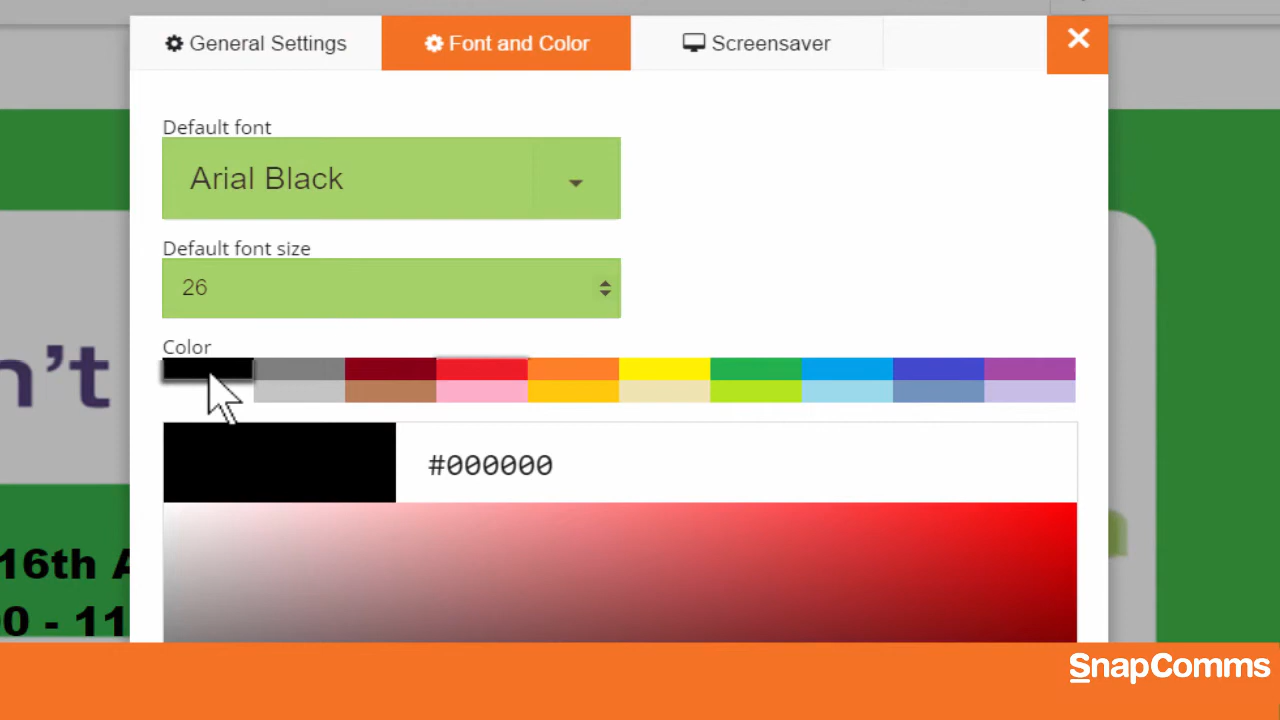 General Settings
Font and Color
Screensaver
×
Default font
Arial Black
Default font size
26
Color
n't
#000000
16th A
0 - 11
SnapComms